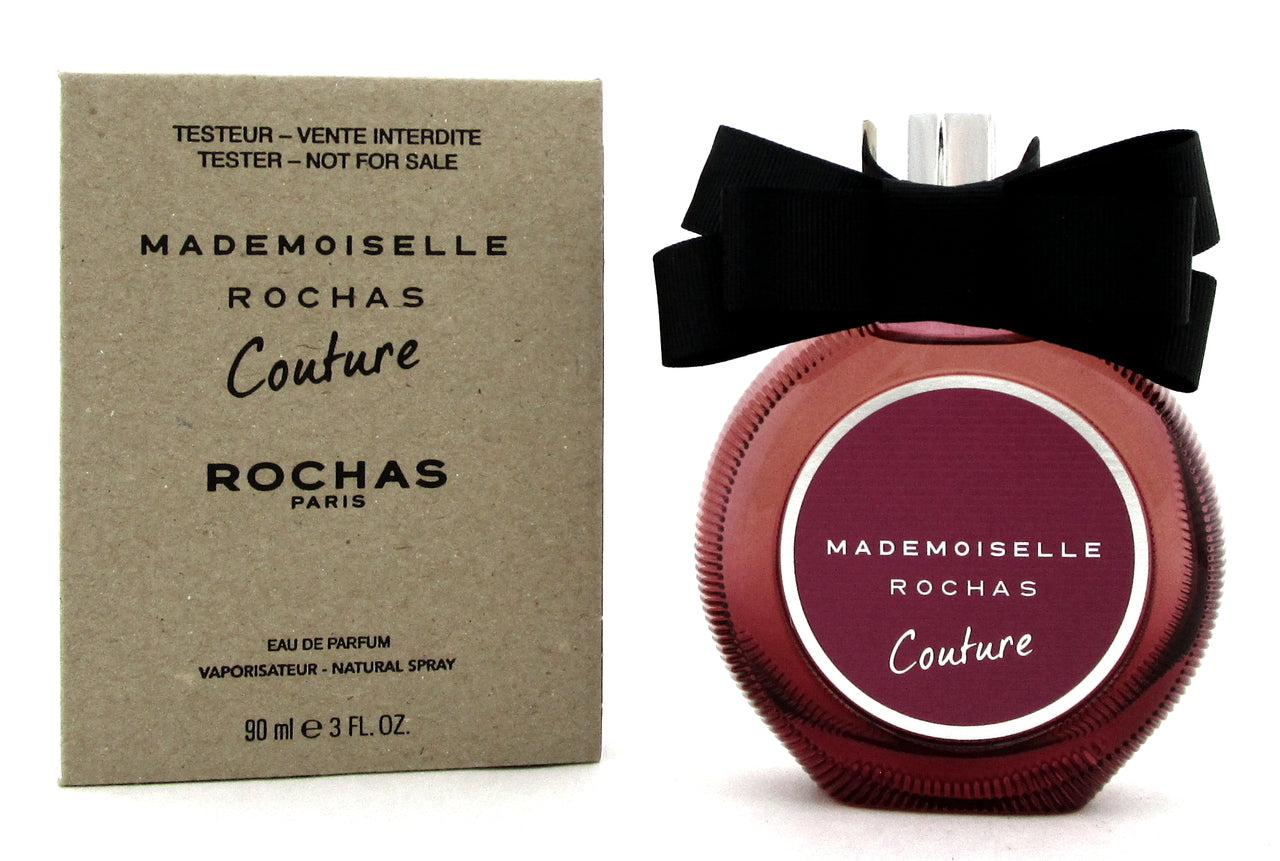 TESTEUR – VENTE INTERDITE
TESTER – NOT FOR SALE
MADEMOISELLE
ROCHAS
Couture
ROCHAS
PARIS
EAU DE PARFUM
VAPORISATEUR - NATURAL SPRAY
90 ml ℮ 3 FL. OZ.
MADEMOISELLE
ROCHAS
Couture